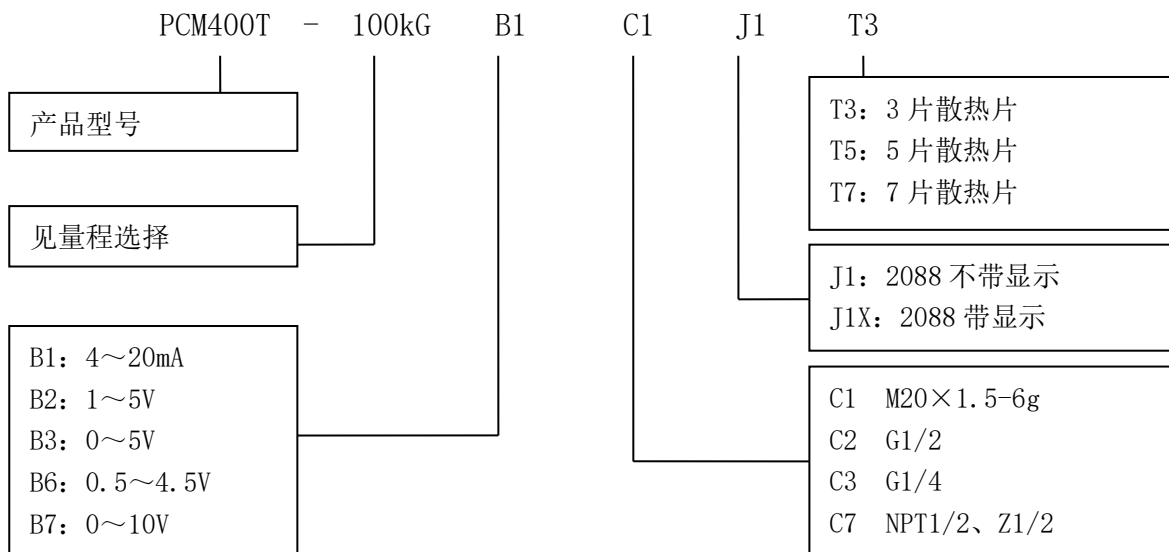 PCM400T － 100kG B1 C1 J1 T3
产品型号
见量程选择
B1：4～20mA
B2：1～5V
B3：0～5V
B6：0.5～4.5V
B7：0～10V
T3：3 片散热片
T5：5 片散热片
T7：7 片散热片
J1：2088 不带显示
J1X：2088 带显示
C1 M20×1.5-6g
C2 G1/2
C3 G1/4
C7 NPT1/2、Z1/2